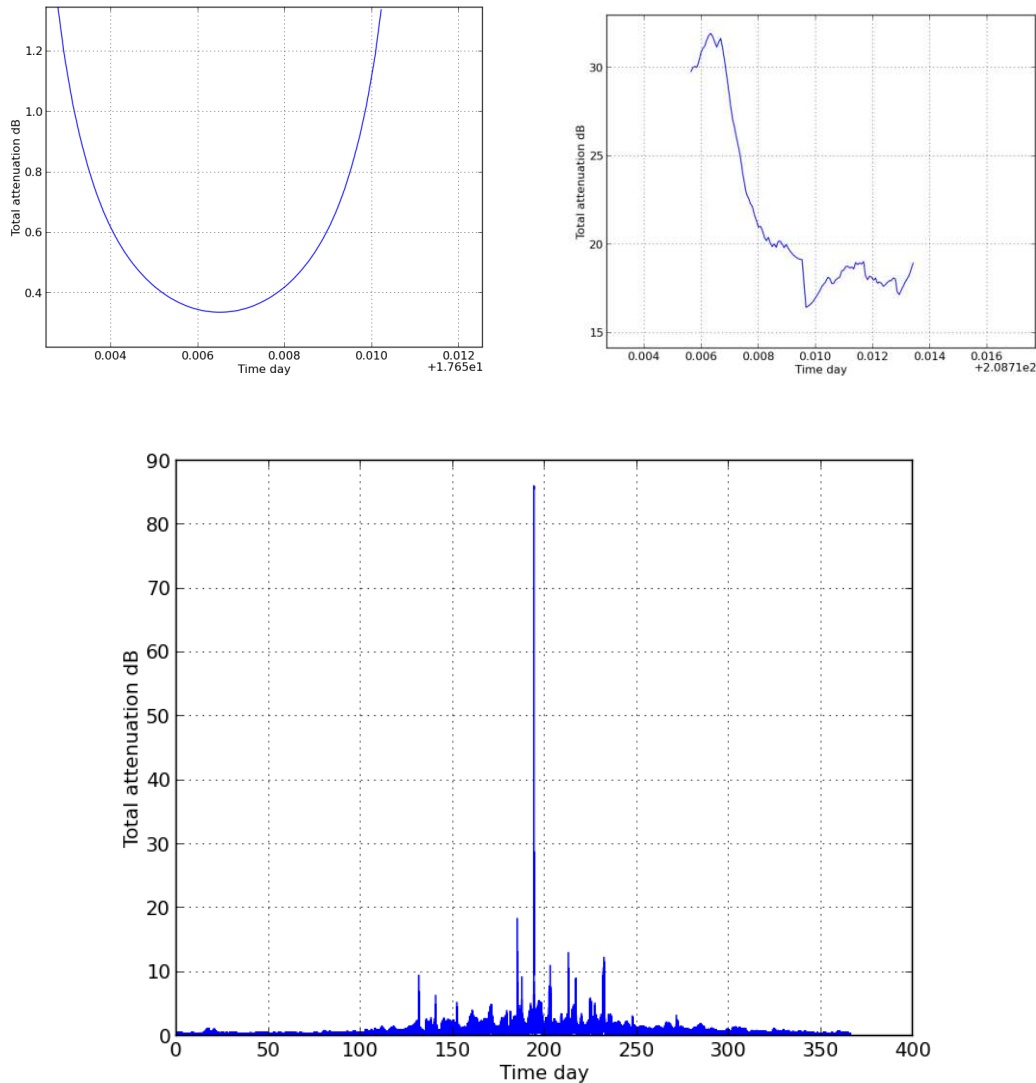 1.2
1.0
0.8
0.6
0.4
Total attenuation dB
0.004 0.006 0.008 0.010 0.012
Time day
+1.765e1
30
25
20
15
Total attenuation dB
0.004 0.006 0.008 0.010 0.012 0.014 0.016
Time day
+2.0871e2
90
80
70
60
50
40
30
20
10
0
Total attenuation dB
0 50 100 150 200 250 300 350 400
Time day